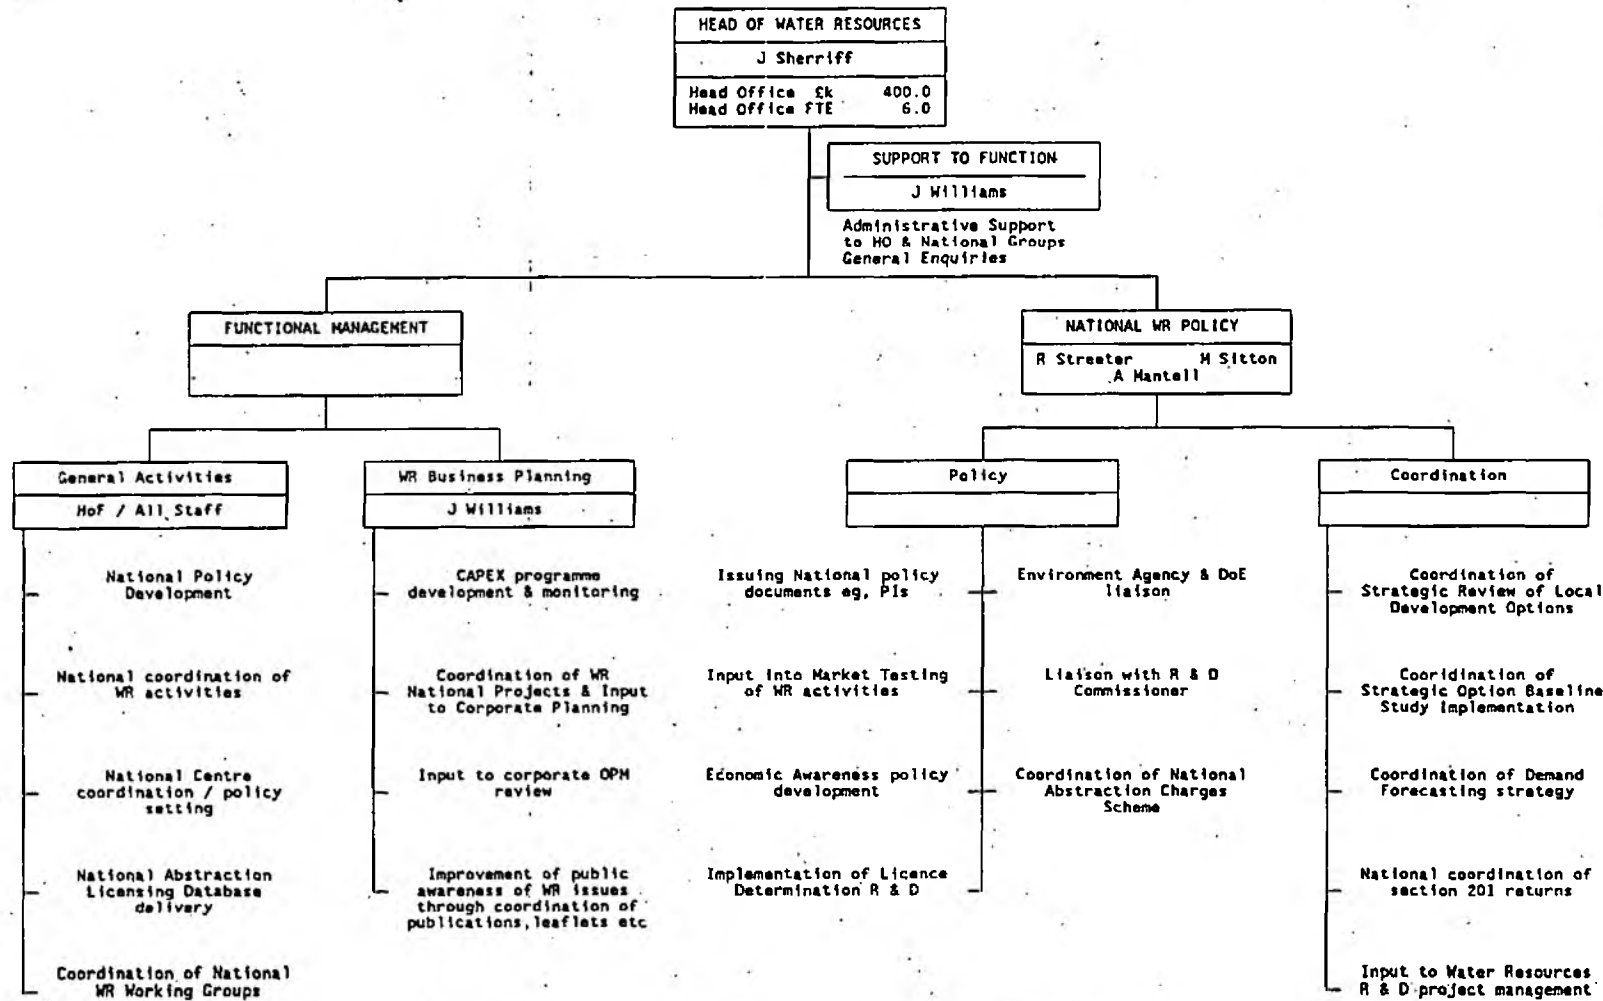 HEAD OF WATER RESOURCES
J Sherriff
Head Office £k 400.0
Head Office FTE 6.0
SUPPORT TO FUNCTION
J Williams
Administrative Support
to HO & National Groups
General Enquiries
FUNCTIONAL MANAGEMENT
NATIONAL WR POLICY
R Streeter M Sitton
A Mantell
General Activities
HoF / All Staff
National Policy
Development
National coordination of
WR activities
National Centre
coordination / policy
setting
National Abstraction
Licensing Database
delivery
Coordination of National
WR Working Groups
WR Business Planning
J Williams
CAPEX programme
development & monitoring
Coordination of WR
National Projects & Input
to Corporate Planning
Input to corporate OPM
review
Improvement of public
awareness of WR issues
through coordination of
publications, leaflets etc
Policy
Issuing National policy
documents eg, PIs
Input into Market Testing
of WR activities
Economic Awareness policy
development
Implementation of Licence
Determination R & D
Environment Agency & DoE
liaison
Liaison with R & D
Commissioner
Coordination of National
Abstraction Charges
Scheme
Coordination
Coordination of
Strategic Review of Local
Development Options
Cooridination of
Strategic Option Baseline
Study implementation
Coordination of Demand
Forecasting strategy
National coordination of
section 201 returns
Input to Water Resources
R & D project management